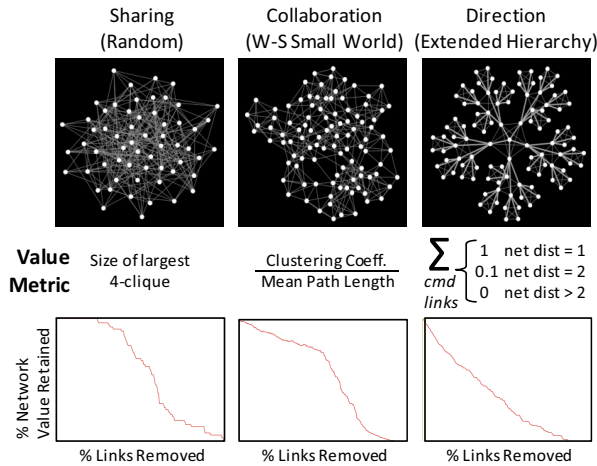 Sharing
(Random)
Collaboration
(W-S Small World)
Direction
(Extended Hierarchy)
Value
Metric
Size of largest
4-clique
Clustering Coeff.
Mean Path Length
∑
cmd
links
1 net dist = 1
0.1 net dist = 2
0 net dist > 2
% Network
Value Retained
% Links Removed
% Links Removed
% Links Removed